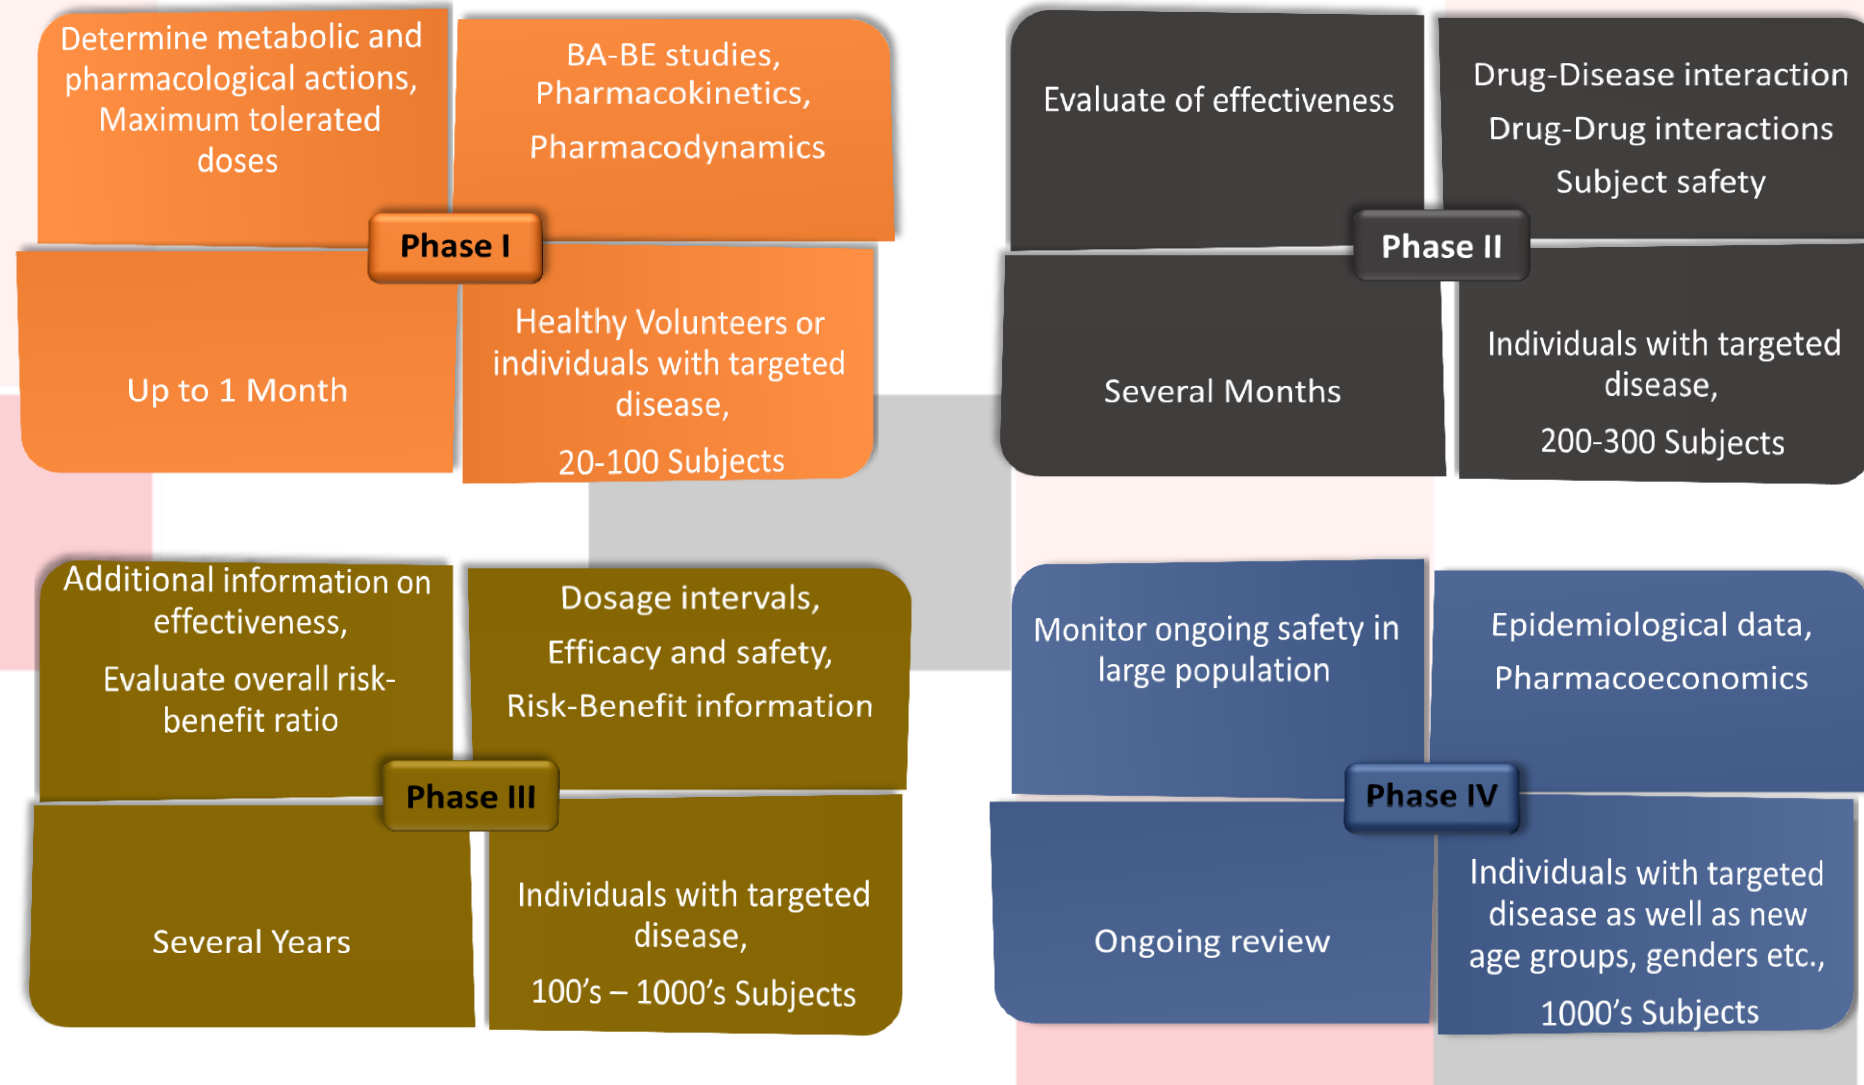 Determine metabolic and
pharmacological actions,
Maximum tolerated
doses
BA-BE studies,
Pharmacokinetics,
Pharmacodynamics
Phase I
Up to 1 Month
Healthy Volunteers or
individuals with targeted
disease,
20-100 Subjects
Evaluate of effectiveness
Drug-Disease interaction
Drug-Drug interactions
Subject safety
Phase II
Several Months
Individuals with targeted
disease,
200-300 Subjects
Additional information on
effectiveness,
Evaluate overall risk-
benefit ratio
Dosage intervals,
Efficacy and safety,
Risk-Benefit information
Phase III
Several Years
Individuals with targeted
disease,
100's – 1000's Subjects
Monitor ongoing safety in
large population
Epidemiological data,
Pharmacoeconomics
Phase IV
Ongoing review
Individuals with targeted
disease as well as new
age groups, genders etc.,
1000's Subjects